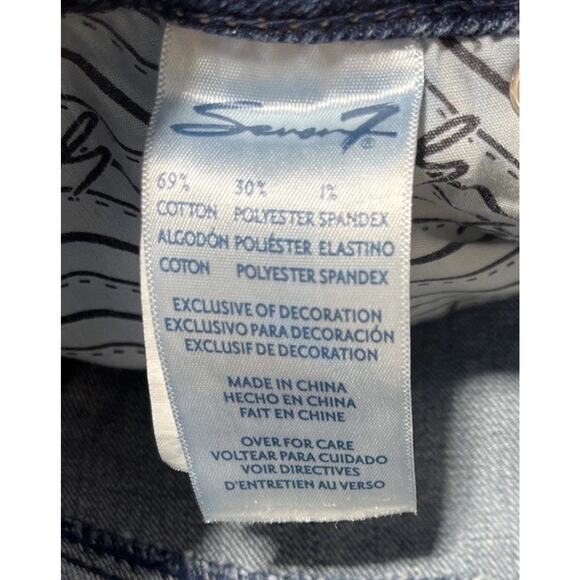 Seven7®
69% 30% 1%
COTTON POLYESTER SPANDEX
ALGODÓN POLIÉSTER ELASTINO
COTON POLYESTER SPANDEX
EXCLUSIVE OF DECORATION
EXCLUSIVO PARA DECORACIÓN
EXCLUSIF DE DECORATION
MADE IN CHINA
HECHO EN CHINA
FAIT EN CHINE
OVER FOR CARE
VOLTEAR PARA CUIDADO
VOIR DIRECTIVES
D'ENTRETIEN AU VERSO